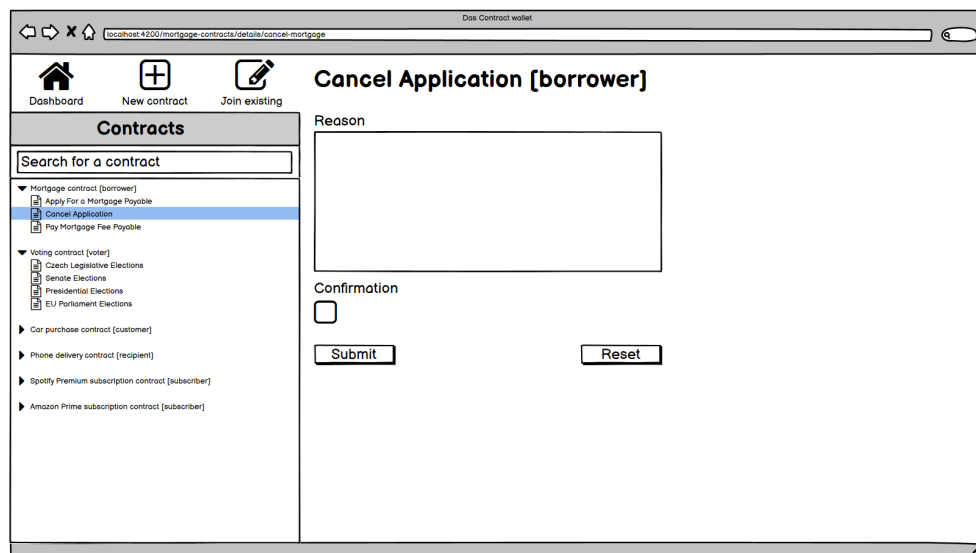 Das Contract wallet
localhost:4200/mortgage-contracts/details/cancel-mortgage
Dashboard
New contract
Join existing
Contracts
Search for a contract
Mortgage contract [borrower]
Apply For a Mortgage Payable
Cancel Application
Pay Mortgage Fee Payable
Voting contract [voter]
Czech Legislative Elections
Senate Elections
Presidential Elections
EU Parliament Elections
Car purchase contract [customer]
Phone delivery contract [recipient]
Spotify Premium subscription contract [subscriber]
Amazon Prime subscription contract [subscriber]
Cancel Application [borrower]
Reason
Confirmation
Submit
Reset